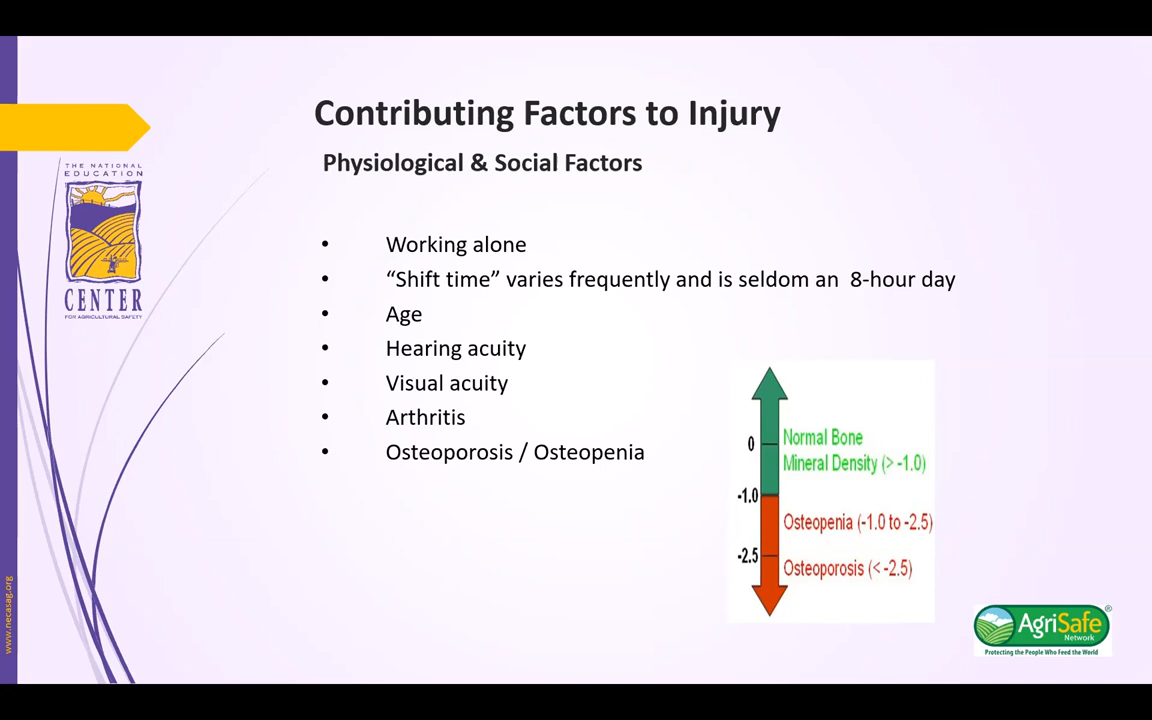 Contributing Factors to Injury
Physiological & Social Factors
THE NATIONAL
EDUCATION
CENTER
FOR AGRICULTURAL SAFETY
• Working alone
• “Shift time” varies frequently and is seldom an 8-hour day
• Age
• Hearing acuity
• Visual acuity
• Arthritis
• Osteoporosis / Osteopenia
0
Normal Bone
Mineral Density (> -1.0)
-1.0
Osteopenia (-1.0 to -2.5)
-2.5
Osteoporosis (< -2.5)
www.necasag.org
AgriSafe®
Network
Protecting the People Who Feed the World